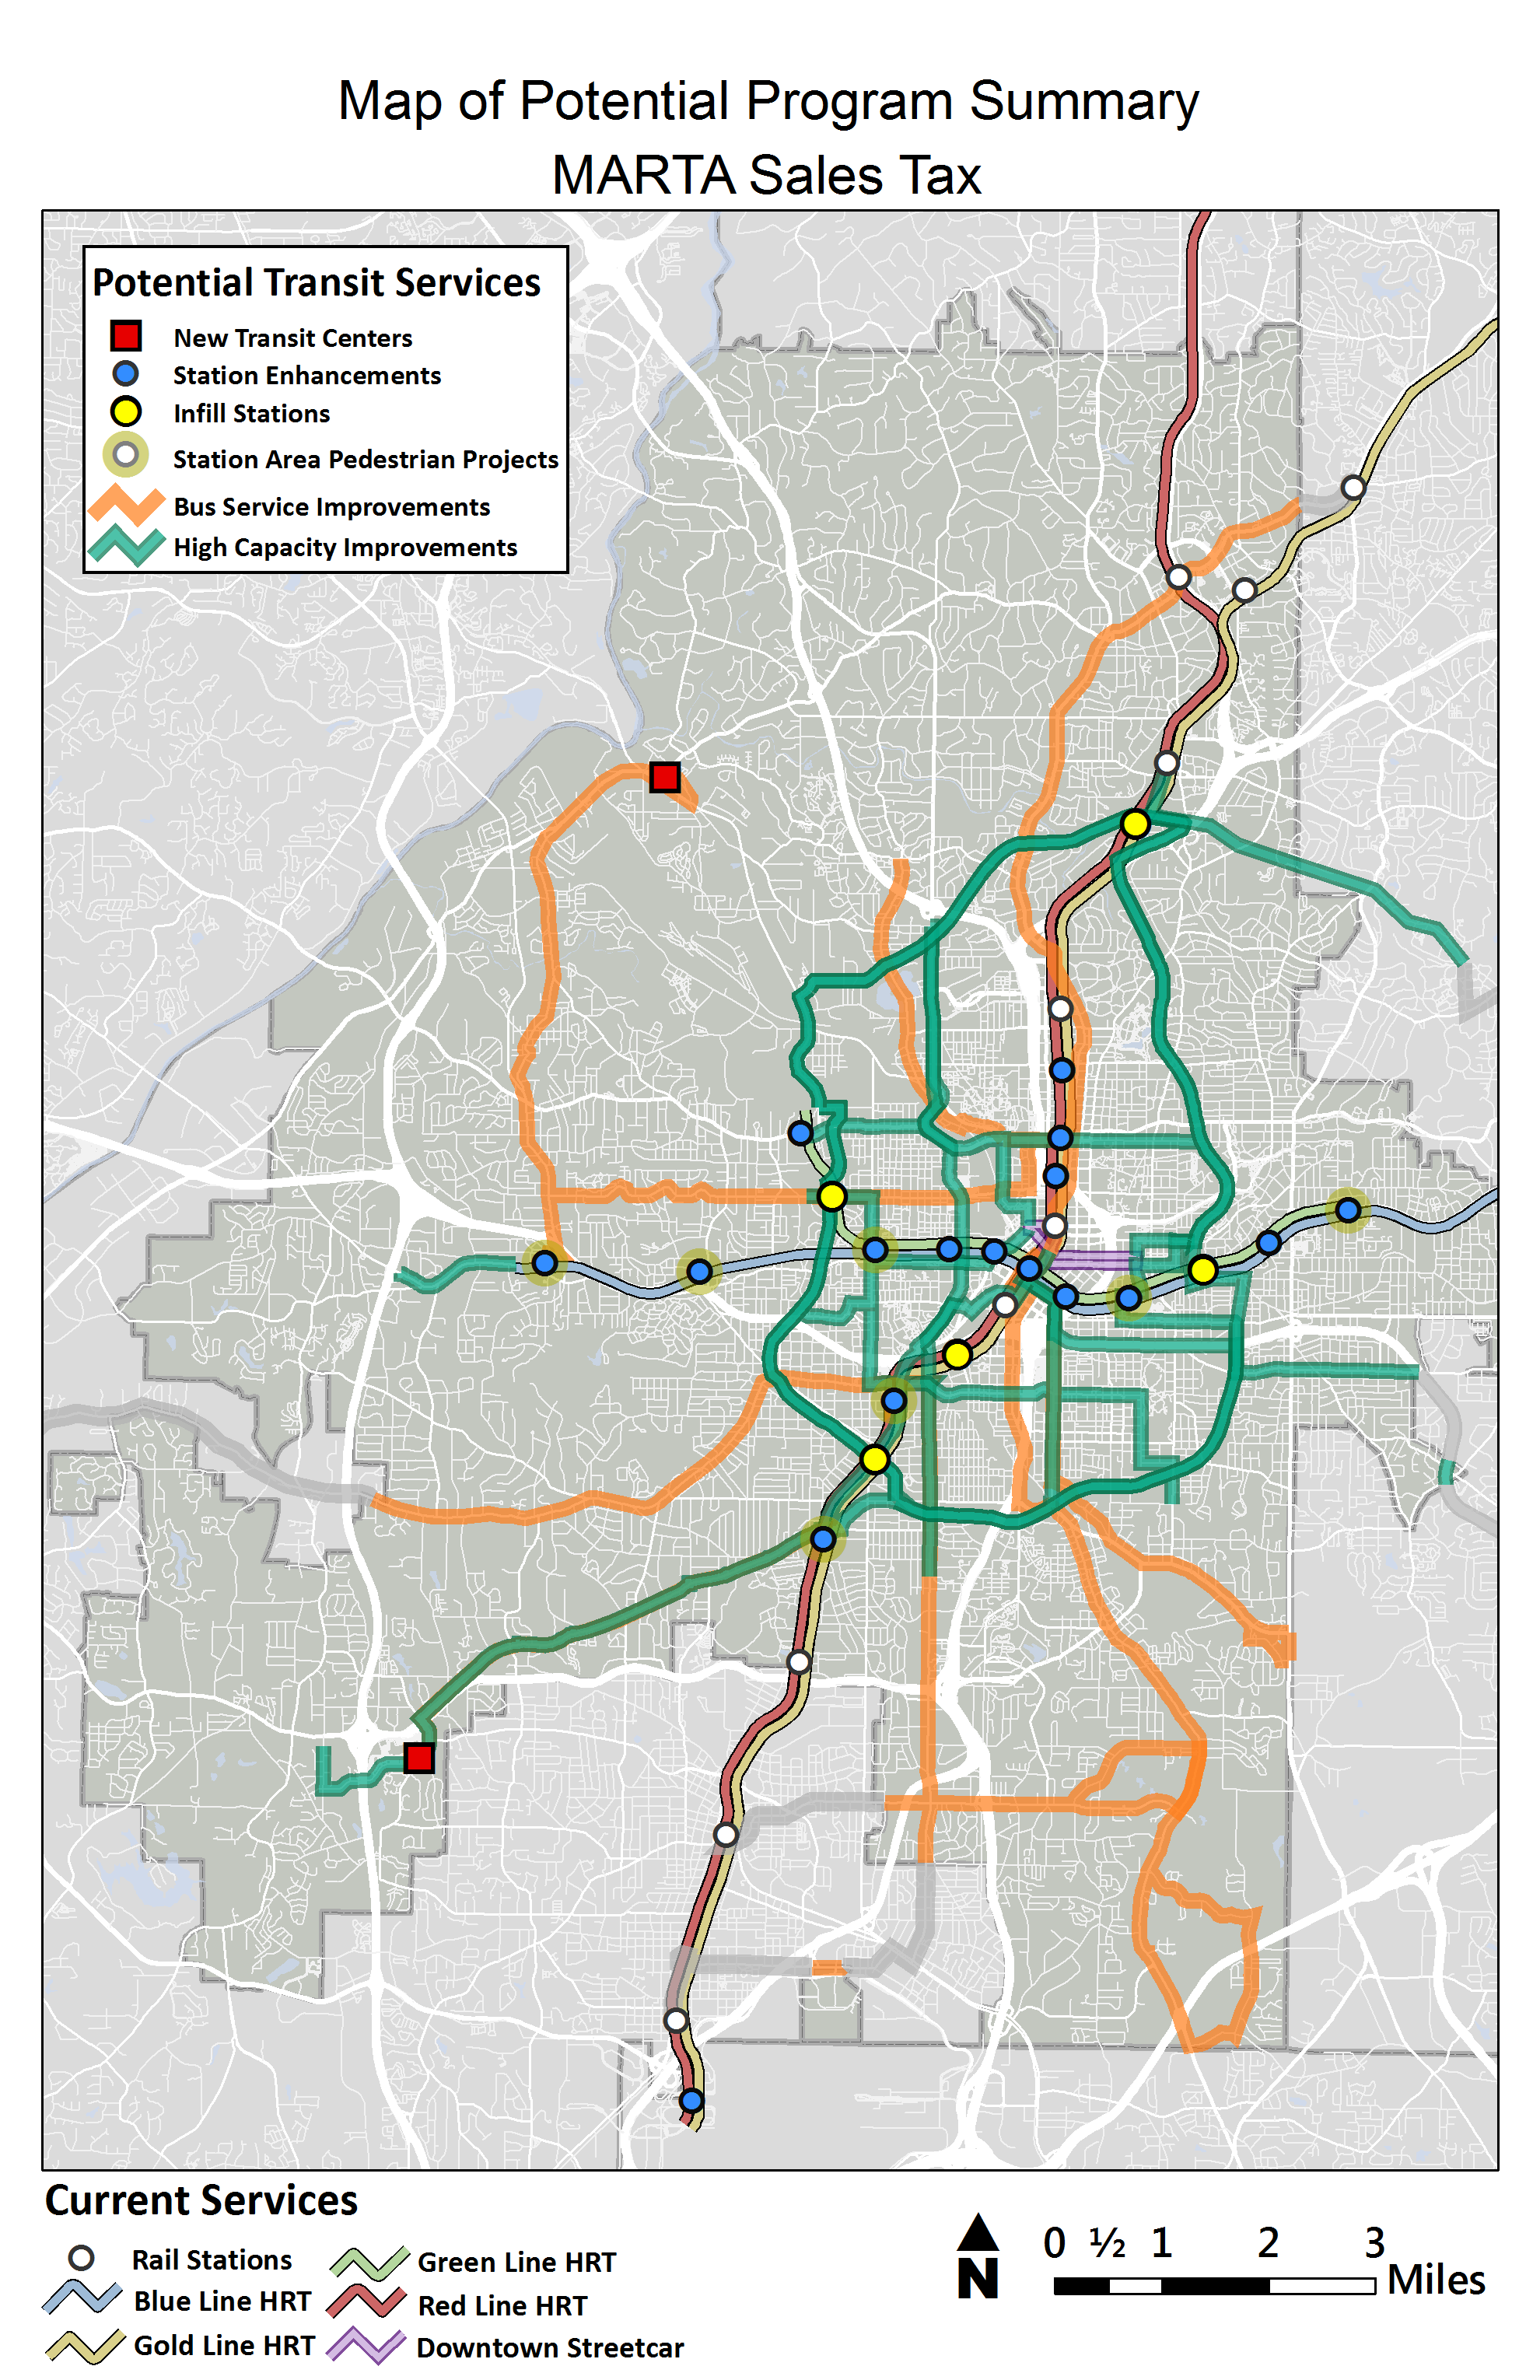 Map of Potential Program Summary
MARTA Sales Tax
Potential Transit Services
New Transit Centers
Station Enhancements
Infill Stations
Station Area Pedestrian Projects
Bus Service Improvements
High Capacity Improvements
Current Services
Rail Stations
Blue Line HRT
Gold Line HRT
Green Line HRT
Red Line HRT
Downtown Streetcar
N
0 ½ 1 2 3
Miles